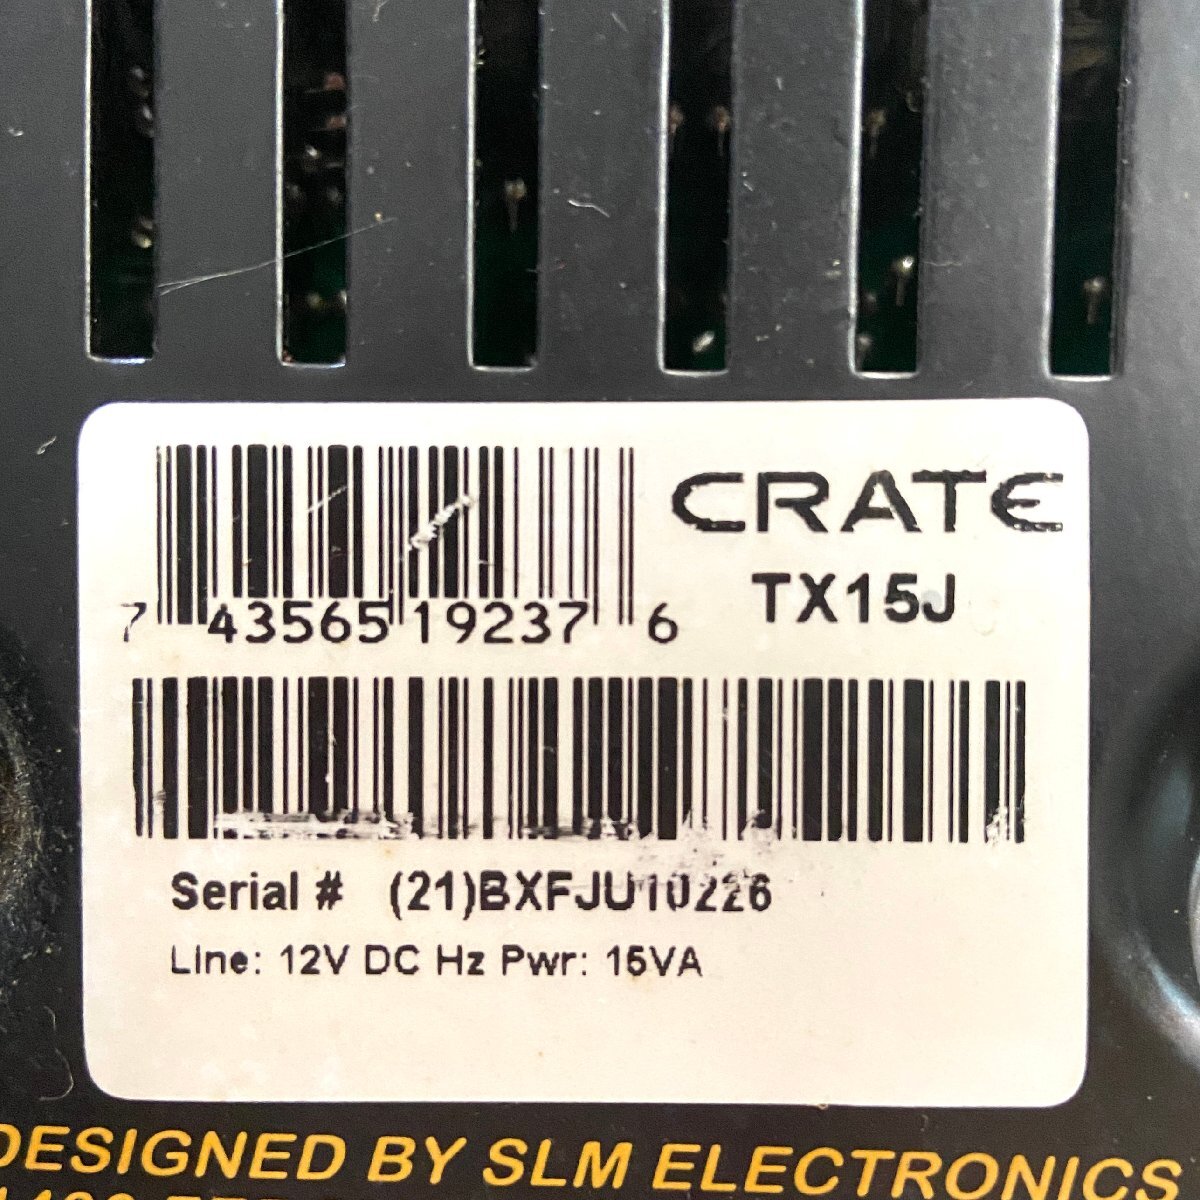 CRATE
TX15J
7 43565 19237 6
Serial # (21)BXFJU10226
Line: 12V DC Hz Pwr: 15VA
DESIGNED BY SLM ELECTRONICS